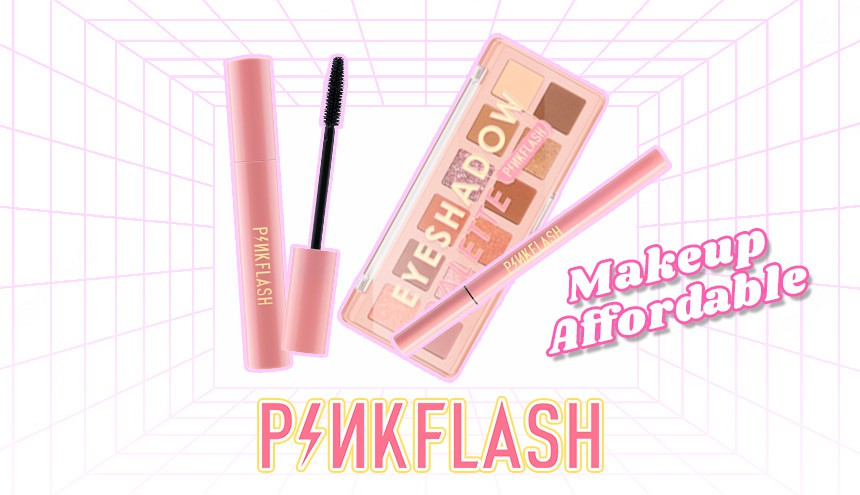 PINKFLASH
EYESHADOW
PINKFLASH
PINKFLASH
Makeup
Affordable
PINKFLASH